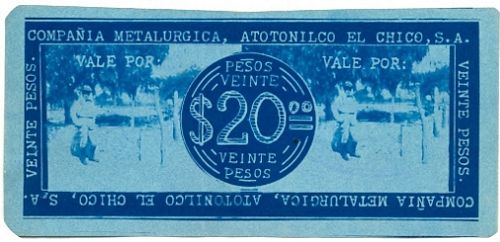 COMPAÑIA METALURGICA, ATOTONILCO EL CHICO, S.A.
VALE POR:
VALE POR:
PESOS
VEINTE
$20.00
VEINTE
PESOS
VEINTE PESOS.
VEINTE PESOS.
COMPAÑIA METALURGICA, ATOTONILCO EL CHICO, S.A.